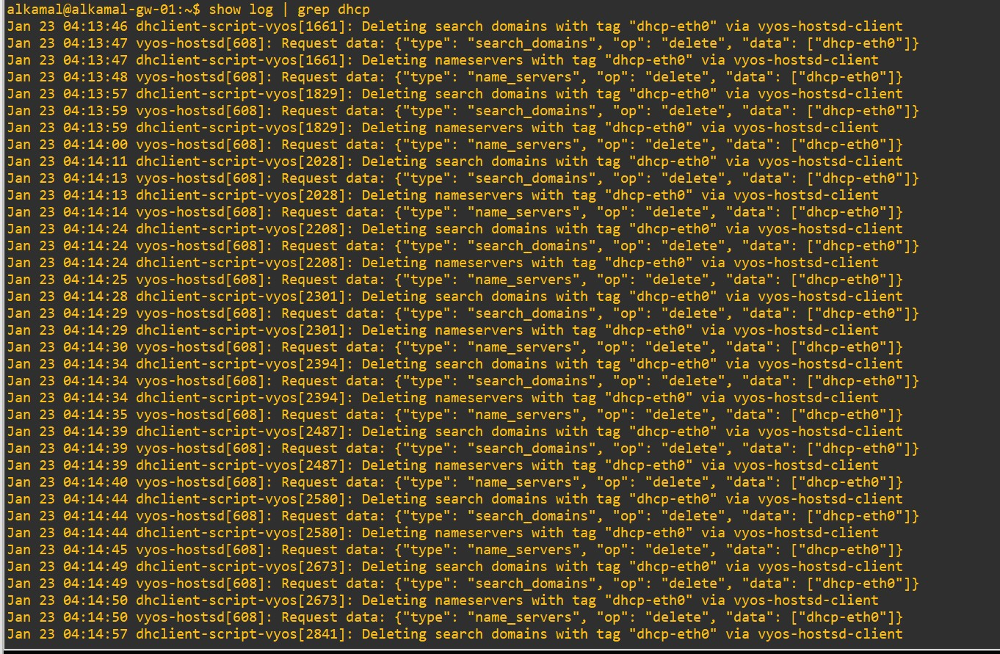 alkamal@alkamal-gw-01:~$ show log | grep dhcp
Jan 23 04:13:46 dhclient-script-vyos[1661]: Deleting search domains with tag "dhcp-eth0" via vyos-hostsd-client
Jan 23 04:13:47 vyos-hostsd[608]: Request data: {"type": "search_domains", "op": "delete", "data": ["dhcp-eth0"]}
Jan 23 04:13:47 dhclient-script-vyos[1661]: Deleting nameservers with tag "dhcp-eth0" via vyos-hostsd-client
Jan 23 04:13:48 vyos-hostsd[608]: Request data: {"type": "name_servers", "op": "delete", "data": ["dhcp-eth0"]}
Jan 23 04:13:57 dhclient-script-vyos[1829]: Deleting search domains with tag "dhcp-eth0" via vyos-hostsd-client
Jan 23 04:13:59 vyos-hostsd[608]: Request data: {"type": "search_domains", "op": "delete", "data": ["dhcp-eth0"]}
Jan 23 04:13:59 dhclient-script-vyos[1829]: Deleting nameservers with tag "dhcp-eth0" via vyos-hostsd-client
Jan 23 04:14:00 vyos-hostsd[608]: Request data: {"type": "name_servers", "op": "delete", "data": ["dhcp-eth0"]}
Jan 23 04:14:11 dhclient-script-vyos[2028]: Deleting search domains with tag "dhcp-eth0" via vyos-hostsd-client
Jan 23 04:14:13 vyos-hostsd[608]: Request data: {"type": "search_domains", "op": "delete", "data": ["dhcp-eth0"]}
Jan 23 04:14:13 dhclient-script-vyos[2028]: Deleting nameservers with tag "dhcp-eth0" via vyos-hostsd-client
Jan 23 04:14:14 vyos-hostsd[608]: Request data: {"type": "name_servers", "op": "delete", "data": ["dhcp-eth0"]}
Jan 23 04:14:24 dhclient-script-vyos[2208]: Deleting search domains with tag "dhcp-eth0" via vyos-hostsd-client
Jan 23 04:14:24 vyos-hostsd[608]: Request data: {"type": "search_domains", "op": "delete", "data": ["dhcp-eth0"]}
Jan 23 04:14:24 dhclient-script-vyos[2208]: Deleting nameservers with tag "dhcp-eth0" via vyos-hostsd-client
Jan 23 04:14:25 vyos-hostsd[608]: Request data: {"type": "name_servers", "op": "delete", "data": ["dhcp-eth0"]}
Jan 23 04:14:28 dhclient-script-vyos[2301]: Deleting search domains with tag "dhcp-eth0" via vyos-hostsd-client
Jan 23 04:14:29 vyos-hostsd[608]: Request data: {"type": "search_domains", "op": "delete", "data": ["dhcp-eth0"]}
Jan 23 04:14:29 dhclient-script-vyos[2301]: Deleting nameservers with tag "dhcp-eth0" via vyos-hostsd-client
Jan 23 04:14:30 vyos-hostsd[608]: Request data: {"type": "name_servers", "op": "delete", "data": ["dhcp-eth0"]}
Jan 23 04:14:34 dhclient-script-vyos[2394]: Deleting search domains with tag "dhcp-eth0" via vyos-hostsd-client
Jan 23 04:14:34 vyos-hostsd[608]: Request data: {"type": "search_domains", "op": "delete", "data": ["dhcp-eth0"]}
Jan 23 04:14:34 dhclient-script-vyos[2394]: Deleting nameservers with tag "dhcp-eth0" via vyos-hostsd-client
Jan 23 04:14:35 vyos-hostsd[608]: Request data: {"type": "name_servers", "op": "delete", "data": ["dhcp-eth0"]}
Jan 23 04:14:39 dhclient-script-vyos[2487]: Deleting search domains with tag "dhcp-eth0" via vyos-hostsd-client
Jan 23 04:14:39 vyos-hostsd[608]: Request data: {"type": "search_domains", "op": "delete", "data": ["dhcp-eth0"]}
Jan 23 04:14:39 dhclient-script-vyos[2487]: Deleting nameservers with tag "dhcp-eth0" via vyos-hostsd-client
Jan 23 04:14:40 vyos-hostsd[608]: Request data: {"type": "name_servers", "op": "delete", "data": ["dhcp-eth0"]}
Jan 23 04:14:44 dhclient-script-vyos[2580]: Deleting search domains with tag "dhcp-eth0" via vyos-hostsd-client
Jan 23 04:14:44 vyos-hostsd[608]: Request data: {"type": "search_domains", "op": "delete", "data": ["dhcp-eth0"]}
Jan 23 04:14:44 dhclient-script-vyos[2580]: Deleting nameservers with tag "dhcp-eth0" via vyos-hostsd-client
Jan 23 04:14:45 vyos-hostsd[608]: Request data: {"type": "name_servers", "op": "delete", "data": ["dhcp-eth0"]}
Jan 23 04:14:49 dhclient-script-vyos[2673]: Deleting search domains with tag "dhcp-eth0" via vyos-hostsd-client
Jan 23 04:14:49 vyos-hostsd[608]: Request data: {"type": "search_domains", "op": "delete", "data": ["dhcp-eth0"]}
Jan 23 04:14:50 dhclient-script-vyos[2673]: Deleting nameservers with tag "dhcp-eth0" via vyos-hostsd-client
Jan 23 04:14:50 vyos-hostsd[608]: Request data: {"type": "name_servers", "op": "delete", "data": ["dhcp-eth0"]}
Jan 23 04:14:57 dhclient-script-vyos[2841]: Deleting search domains with tag "dhcp-eth0" via vyos-hostsd-client